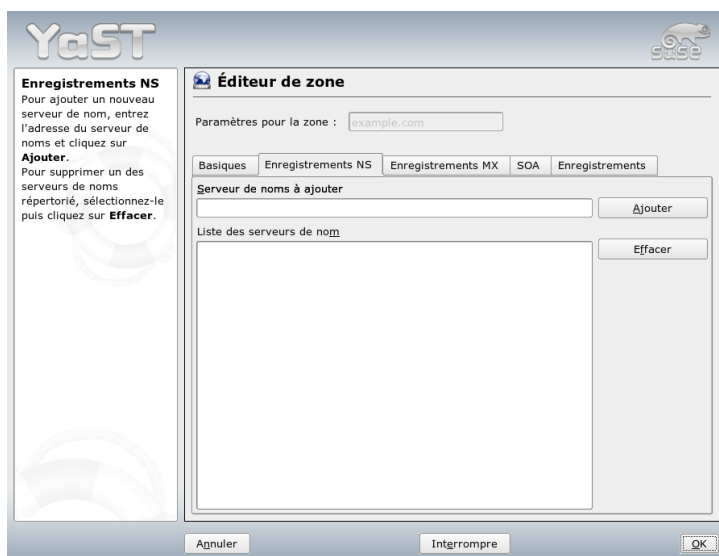 YaST
SUSE
Enregistrements NS
Pour ajouter un nouveau
serveur de nom, entrez
l'adresse du serveur de
noms et cliquez sur
Ajouter.
Pour supprimer un des
serveurs de noms
répertorié, sélectionnez-le
puis cliquez sur Effacer.
Éditeur de zone
Paramètres pour la zone : example.com
Basiques Enregistrements NS Enregistrements MX SOA Enregistrements
Serveur de noms à ajouter
Ajouter
Liste des serveurs de nom
Effacer
Annuler Interrompre OK